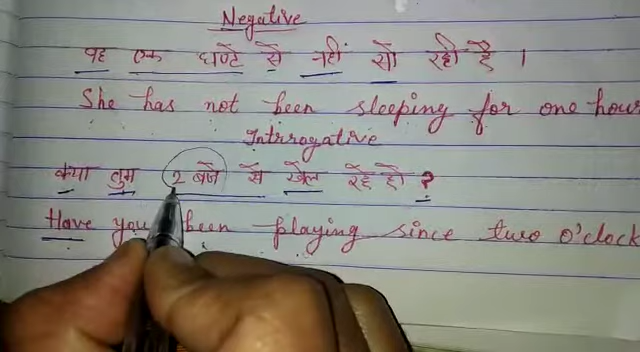 Negative
वह एक घण्टे से नहीं सो रही है ।
She has not been sleeping for one hour
Intrrogative
क्या तुम 2 बजे से खेल रहे हो ?
Have you been playing since two o'clock